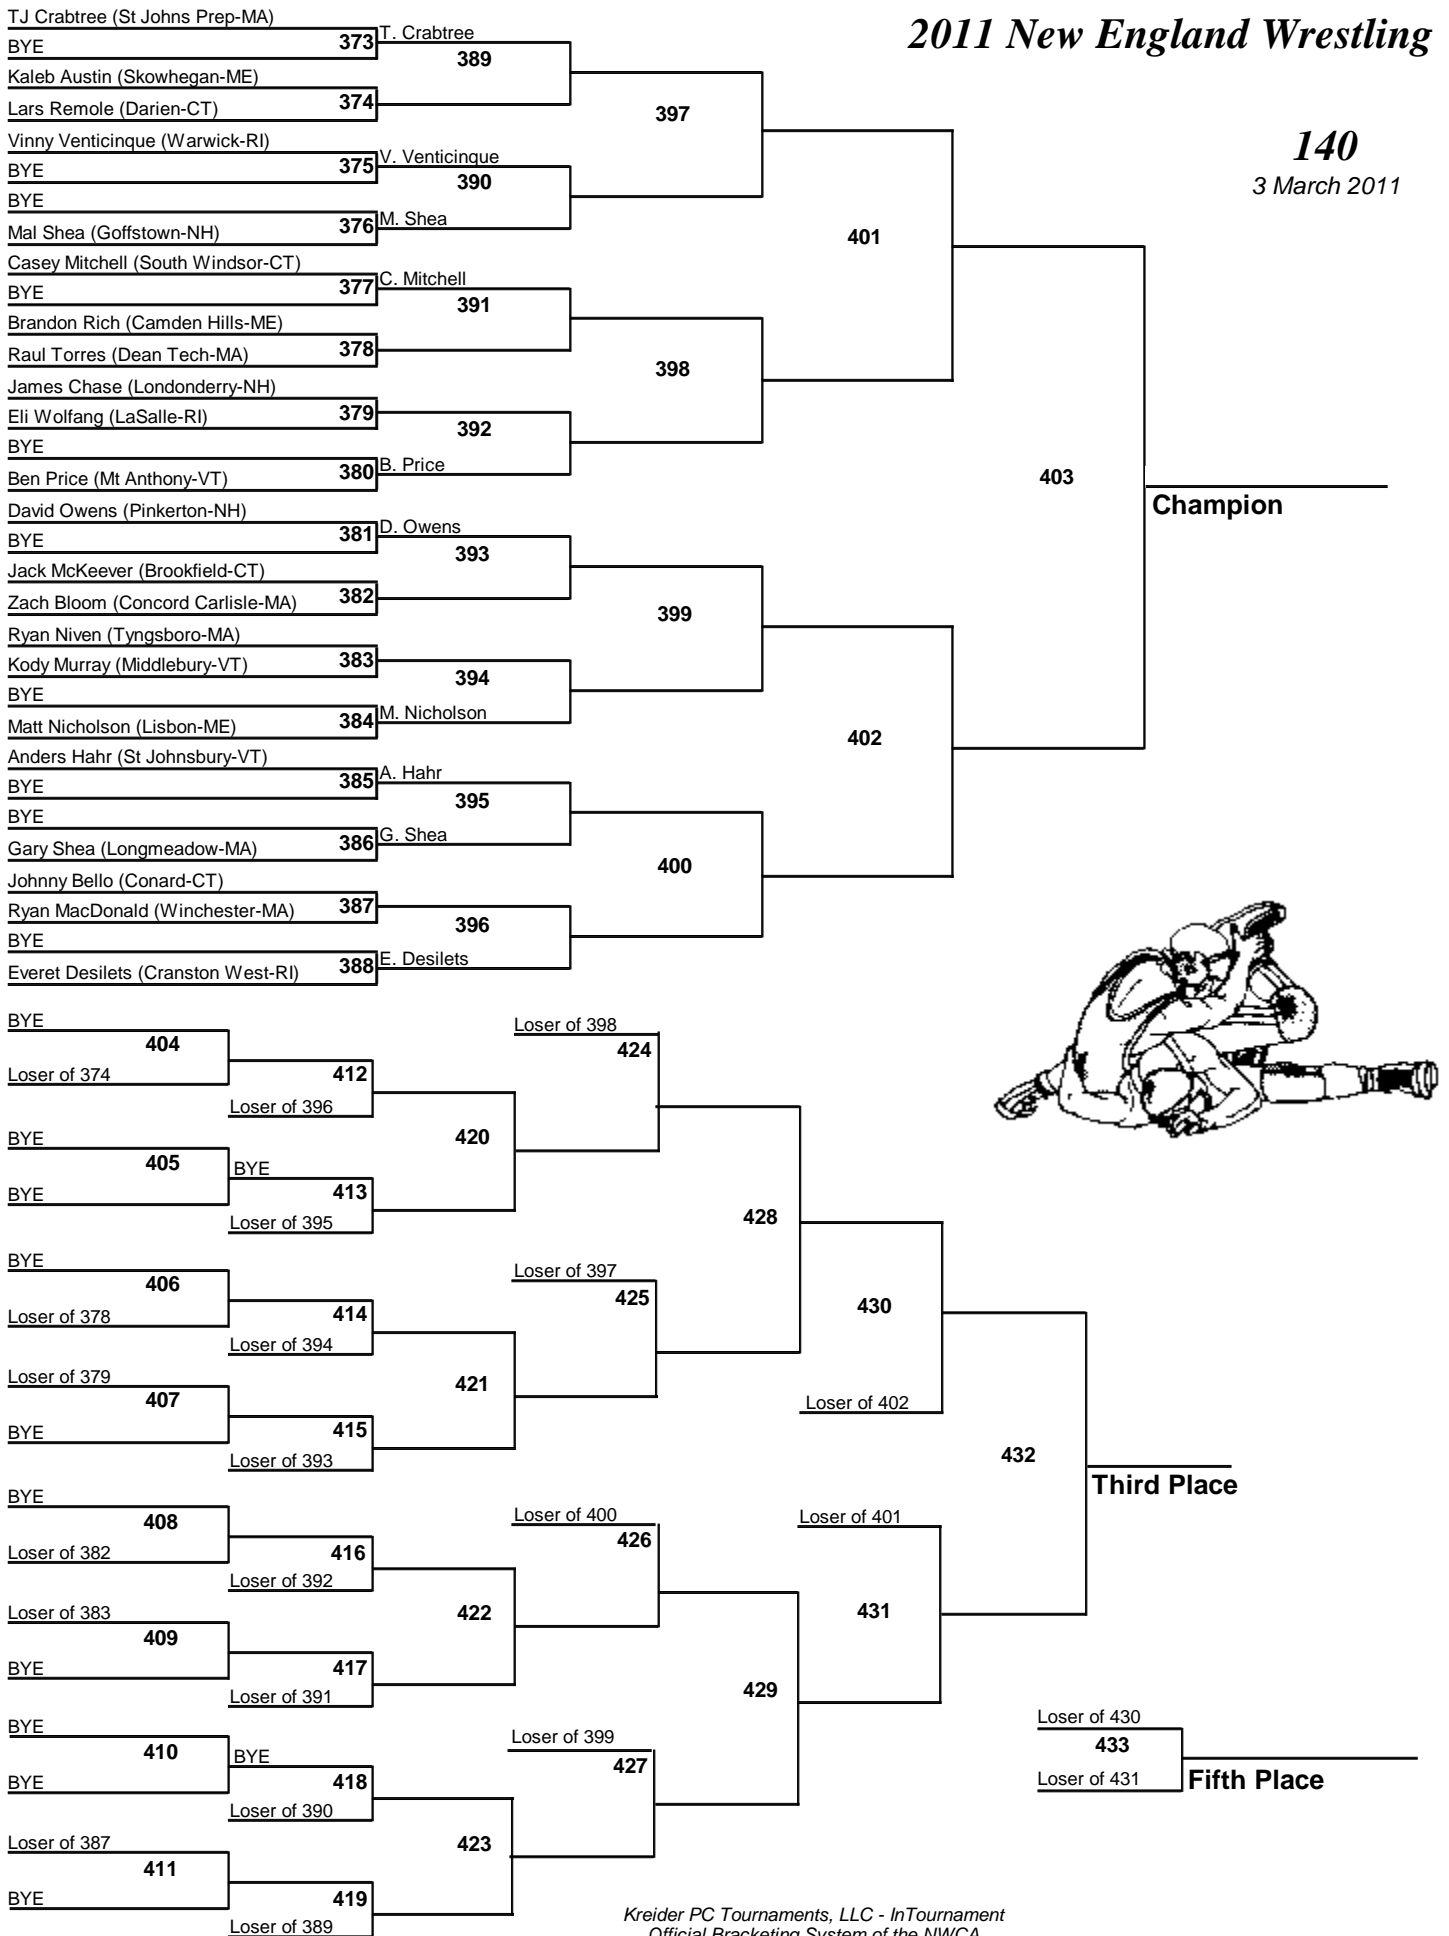 2011 New England Wrestling
140
3 March 2011
TJ Crabtree (St Johns Prep-MA)
BYE
373
T. Crabtree
389
Kaleb Austin (Skowhegan-ME)
Lars Remole (Darien-CT)
374
397
Vinny Venticinque (Warwick-RI)
BYE
375
V. Venticinque
390
BYE
Mal Shea (Goffstown-NH)
376
M. Shea
401
Casey Mitchell (South Windsor-CT)
BYE
377
C. Mitchell
391
Brandon Rich (Camden Hills-ME)
Raul Torres (Dean Tech-MA)
378
398
James Chase (Londonderry-NH)
Eli Wolfang (LaSalle-RI)
379
392
BYE
Ben Price (Mt Anthony-VT)
380
B. Price
403
Champion
David Owens (Pinkerton-NH)
BYE
381
D. Owens
393
Jack McKeever (Brookfield-CT)
Zach Bloom (Concord Carlisle-MA)
382
399
Ryan Niven (Tyngsboro-MA)
Kody Murray (Middlebury-VT)
383
394
BYE
Matt Nicholson (Lisbon-ME)
384
M. Nicholson
402
Anders Hahr (St Johnsbury-VT)
BYE
385
A. Hahr
395
BYE
Gary Shea (Longmeadow-MA)
386
G. Shea
400
Johnny Bello (Conard-CT)
Ryan MacDonald (Winchester-MA)
387
396
BYE
Everet Desilets (Cranston West-RI)
388
E. Desilets
BYE
404
Loser of 374
412
Loser of 396
Loser of 398
424
420
BYE
405
BYE
BYE
413
Loser of 395
428
BYE
406
Loser of 378
414
Loser of 394
Loser of 397
425
430
421
Loser of 379
407
BYE
415
Loser of 393
Loser of 402
432
Third Place
BYE
408
Loser of 382
416
Loser of 392
Loser of 400
426
Loser of 401
431
422
Loser of 383
409
BYE
417
Loser of 391
429
BYE
410
BYE
BYE
418
Loser of 390
Loser of 399
427
Loser of 430
433
Loser of 431
Fifth Place
423
Loser of 387
411
BYE
419
Loser of 389
Kreider PC Tournaments, LLC - InTournament
Official Bracketing System of the NWCA